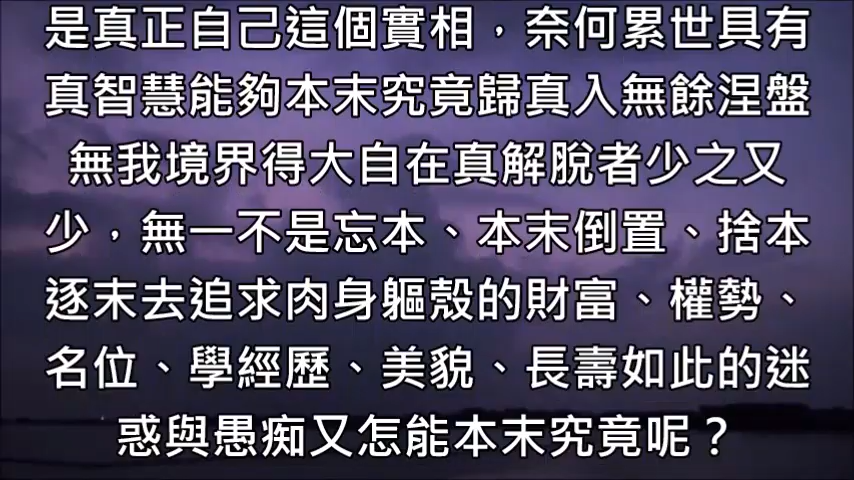 是真正自己這個實相，奈何累世具有
真智慧能夠本末究竟歸真入無餘涅盤
無我境界得大自在真解脫者少之又
少，無一不是忘本、本末倒置、捨本
逐末去追求肉身軀殼的財富、權勢、
名位、學經歷、美貌、長壽如此的迷
惑與愚痴又怎能本末究竟呢？